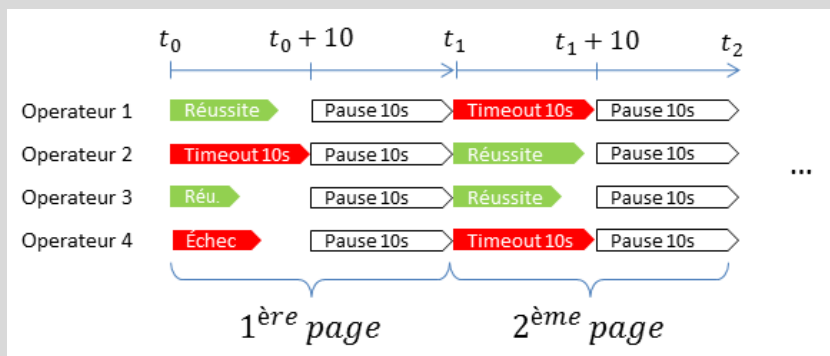 t₀ t₀ + 10 t₁ t₁ + 10 t₂
Operateur 1 Réussite Pause 10s Timeout 10s Pause 10s
Operateur 2 Timeout 10s Pause 10s Réussite Pause 10s
Operateur 3 Réu. Pause 10s Réussite Pause 10s
Operateur 4 Échec Pause 10s Timeout 10s Pause 10s
...
1ère page 2ème page